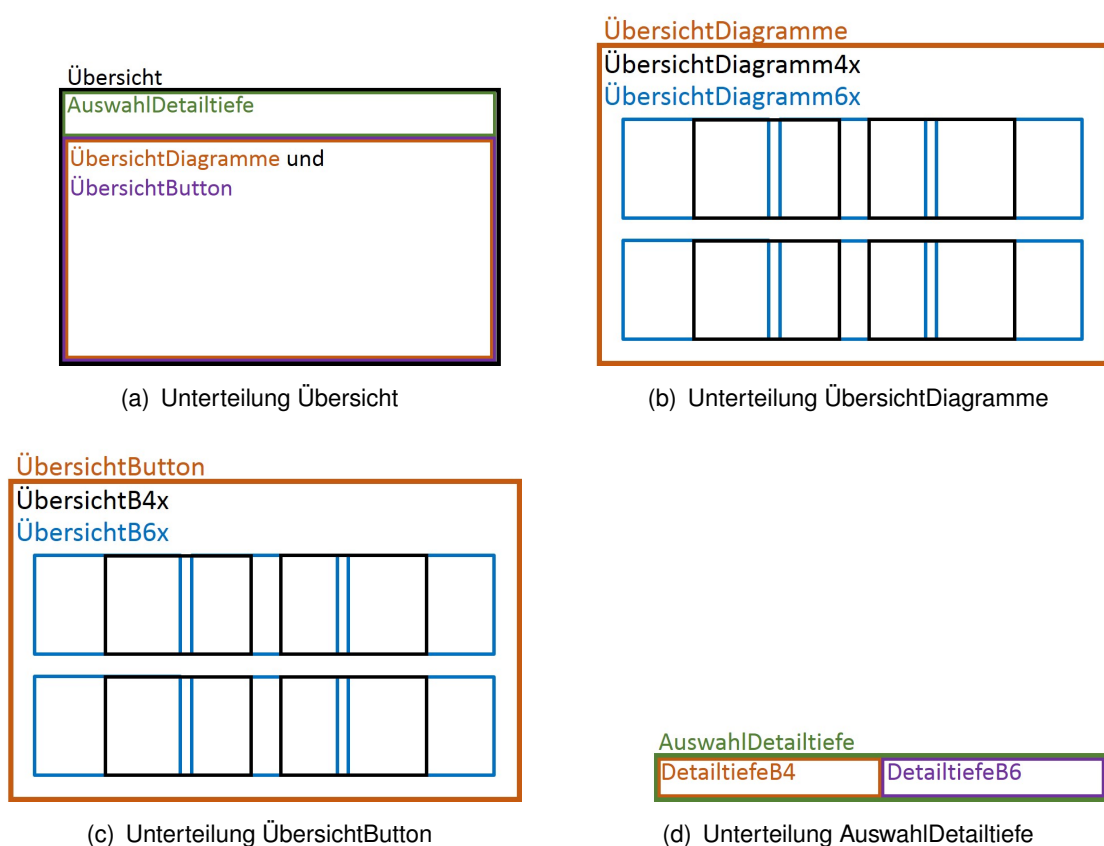 Übersicht
AuswahlDetailtiefe
ÜbersichtDiagramme und
ÜbersichtButton
(a) Unterteilung Übersicht
ÜbersichtDiagramme
ÜbersichtDiagramm4x
ÜbersichtDiagramm6x
(b) Unterteilung ÜbersichtDiagramme
ÜbersichtButton
ÜbersichtB4x
ÜbersichtB6x
(c) Unterteilung ÜbersichtButton
AuswahlDetailtiefe
DetailtiefeB4 DetailtiefeB6
(d) Unterteilung AuswahlDetailtiefe